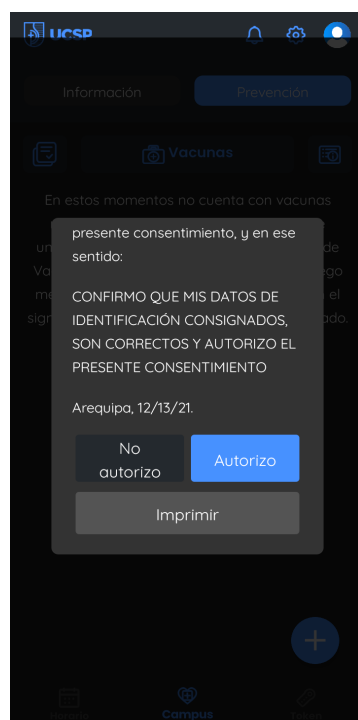 UCSP
Información Prevención
Vacunas
En estos momentos no cuenta con vacunas
presente consentimiento, y en ese
sentido:
CONFIRMO QUE MIS DATOS DE
IDENTIFICACIÓN CONSIGNADOS,
SON CORRECTOS Y AUTORIZO EL
PRESENTE CONSENTIMIENTO
Arequipa, 12/13/21.
No
autorizo
Autorizo
Imprimir
Campus